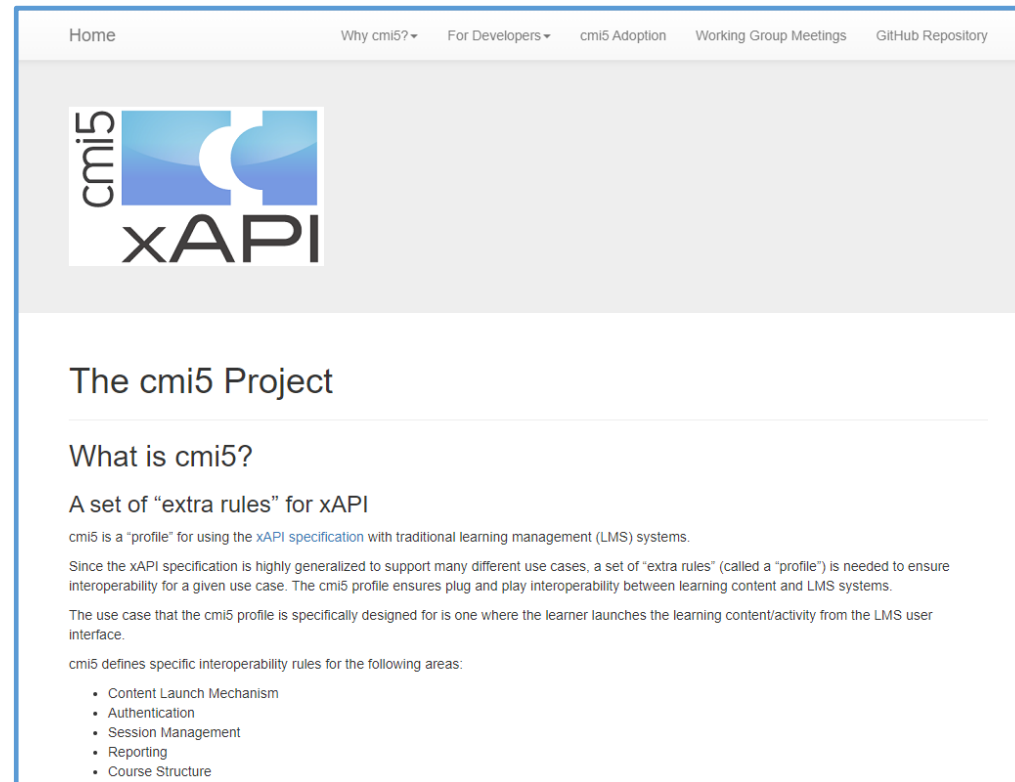 Home Why cmi5? For Developers cmi5 Adoption Working Group Meetings GitHub Repository
cmi5
xAPI
The cmi5 Project
What is cmi5?
A set of “extra rules” for xAPI
cmi5 is a “profile” for using the xAPI specification with traditional learning management (LMS) systems.
Since the xAPI specification is highly generalized to support many different use cases, a set of “extra rules” (called a “profile”) is needed to ensure
interoperability for a given use case. The cmi5 profile ensures plug and play interoperability between learning content and LMS systems.
The use case that the cmi5 profile is specifically designed for is one where the learner launches the learning content/activity from the LMS user
interface.
cmi5 defines specific interoperability rules for the following areas:
• Content Launch Mechanism
• Authentication
• Session Management
• Reporting
• Course Structure